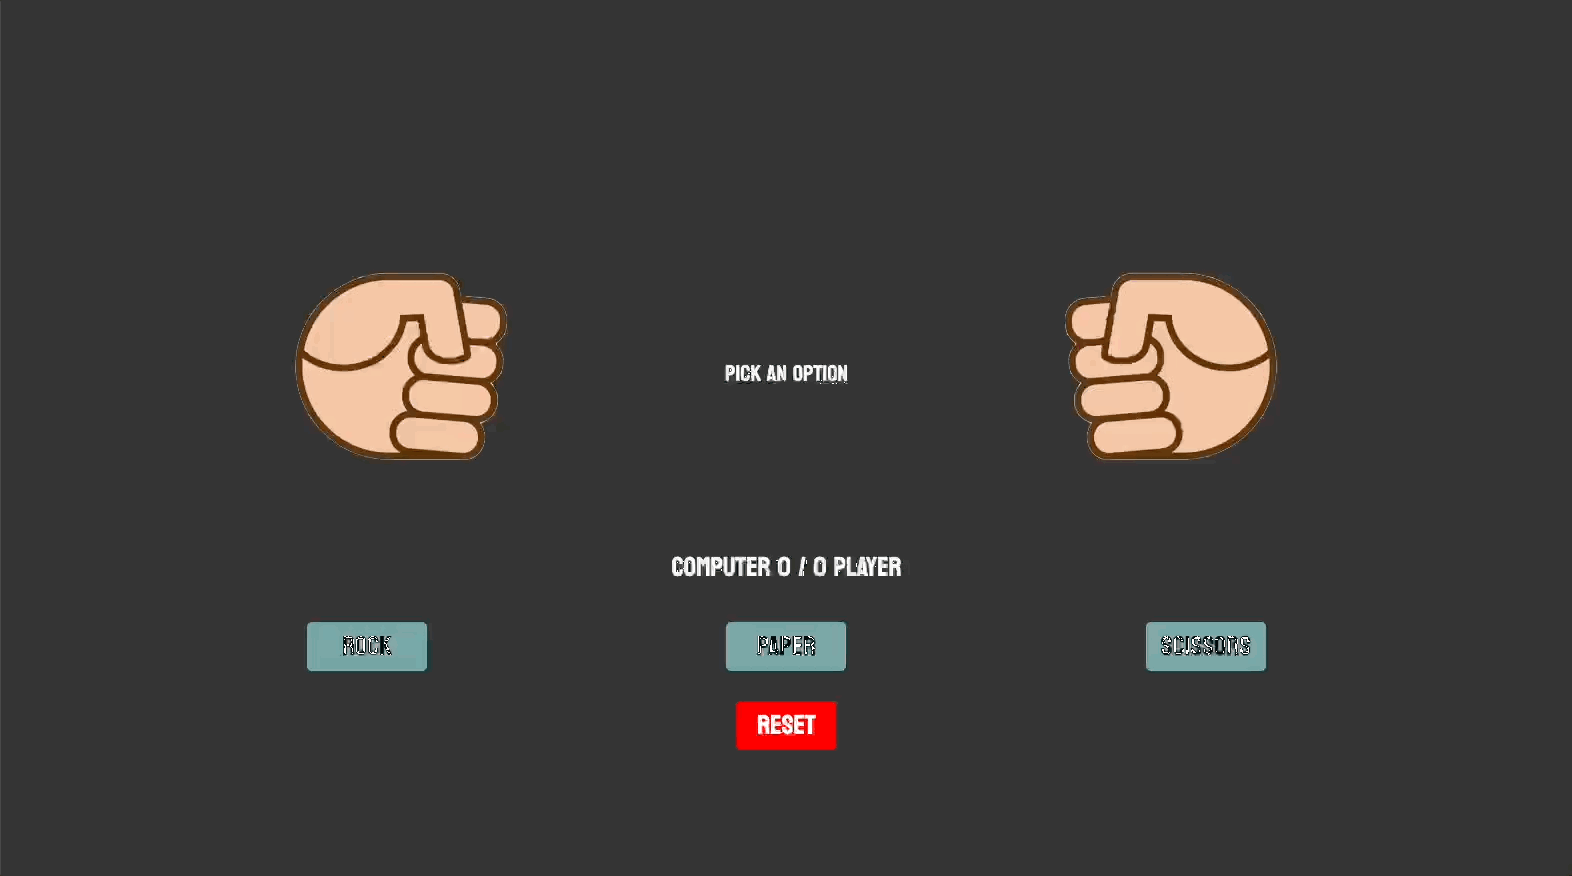 PICK AN OPTION
COMPUTER 0 / 0 PLAYER
ROCK
PAPER
SCISSORS
RESET